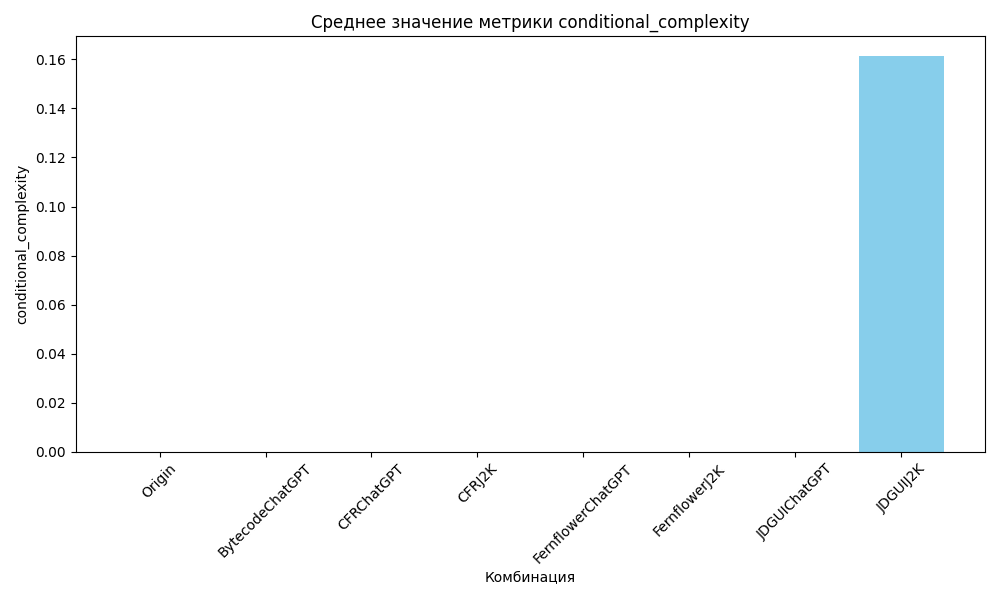 Среднее значение метрики conditional_complexity
conditional_complexity
0.16
0.14
0.12
0.10
0.08
0.06
0.04
0.02
0.00
Origin
BytecodeChatGPT
CFRChatGPT
CFRJ2K
FernflowerChatGPT
FernflowerJ2K
JDGUIChatGPT
JDGUIJ2K
Комбинация